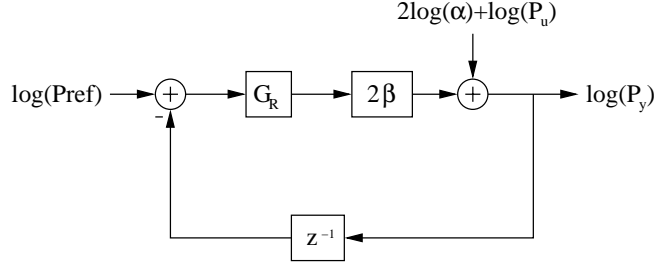 2log(α)+log(P_u)
log(Pref) + G_R 2β + log(P_y)
-
z^-1